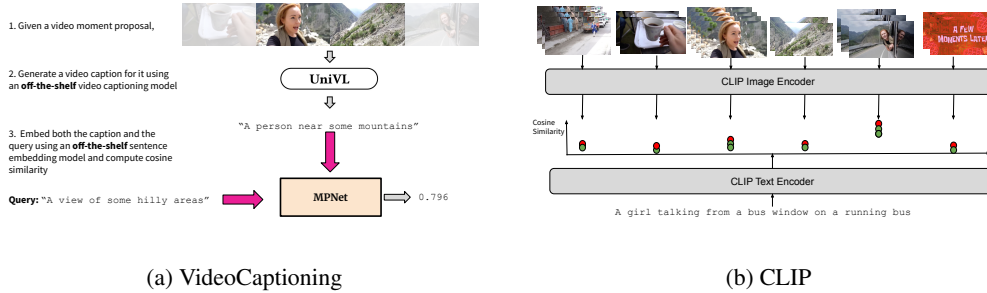 1. Given a video moment proposal,
2. Generate a video caption for it using
an off-the-shelf video captioning model
3. Embed both the caption and the
query using an off-the-shelf sentence
embedding model and compute cosine
similarity
UniVL
"A person near some mountains"
Query: "A view of some hilly areas"
MPNet
0.796
(a) VideoCaptioning
A FEW
MOMENTS LATER
CLIP Image Encoder
Cosine
Similarity
CLIP Text Encoder
A girl talking from a bus window on a running bus
(b) CLIP